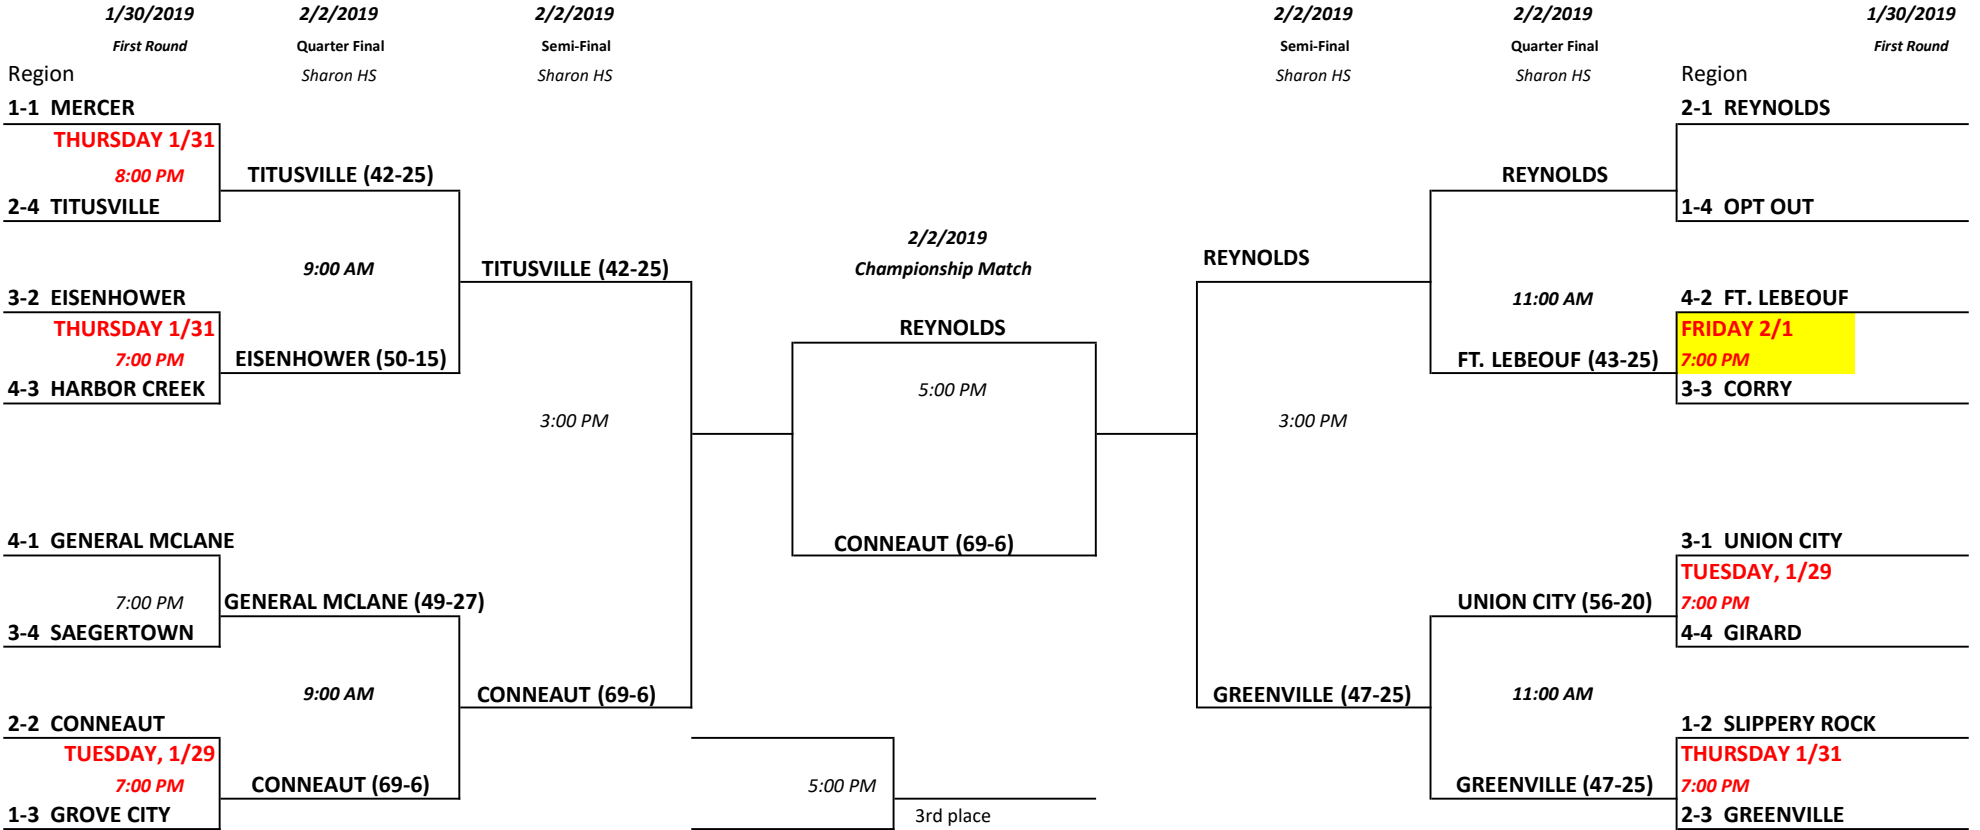 1/30/2019 2/2/2019 2/2/2019 2/2/2019 2/2/2019 1/30/2019
First Round Quarter Final Semi-Final Semi-Final Quarter Final First Round
Region Sharon HS Sharon HS Sharon HS Sharon HS Region
1-1 MERCER 2-1 REYNOLDS
THURSDAY 1/31
8:00 PM TITUSVILLE (42-25) REYNOLDS
2-4 TITUSVILLE 1-4 OPT OUT
2/2/2019
9:00 AM TITUSVILLE (42-25) Championship Match REYNOLDS
3-2 EISENHOWER 11:00 AM 4-2 FT. LEBEOUF
THURSDAY 1/31 REYNOLDS FRIDAY 2/1
7:00 PM EISENHOWER (50-15) FT. LEBEOUF (43-25) 7:00 PM
4-3 HARBOR CREEK 5:00 PM 3-3 CORRY
3:00 PM 3:00 PM
4-1 GENERAL MCLANE CONNEAUT (69-6) 3-1 UNION CITY
TUESDAY, 1/29
7:00 PM GENERAL MCLANE (49-27) UNION CITY (56-20) 7:00 PM
3-4 SAEGERTOWN 4-4 GIRARD
9:00 AM CONNEAUT (69-6) GREENVILLE (47-25) 11:00 AM
2-2 CONNEAUT 1-2 SLIPPERY ROCK
TUESDAY, 1/29 THURSDAY 1/31
7:00 PM CONNEAUT (69-6) 5:00 PM GREENVILLE (47-25) 7:00 PM
1-3 GROVE CITY 3rd place 2-3 GREENVILLE